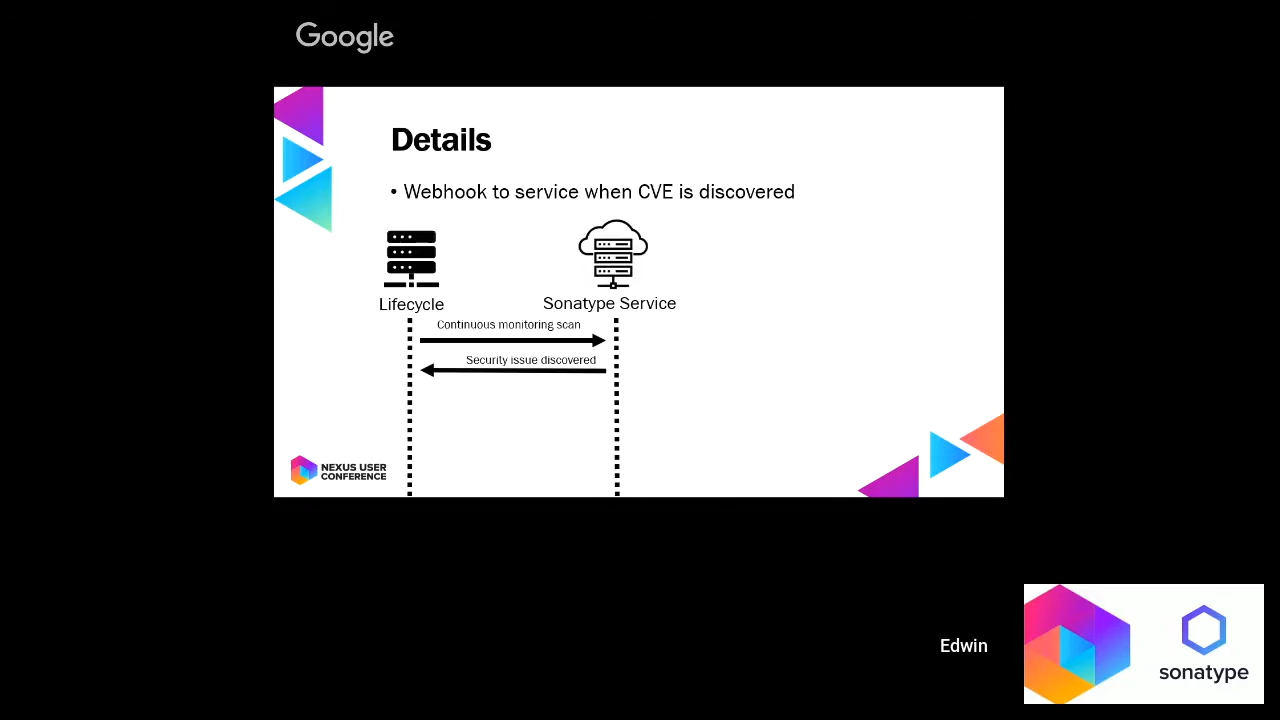 Google
Details
• Webhook to service when CVE is discovered
Lifecycle
Sonatype Service
Continuous monitoring scan
Security issue discovered
NEXUS USER
CONFERENCE
Edwin
sonatype